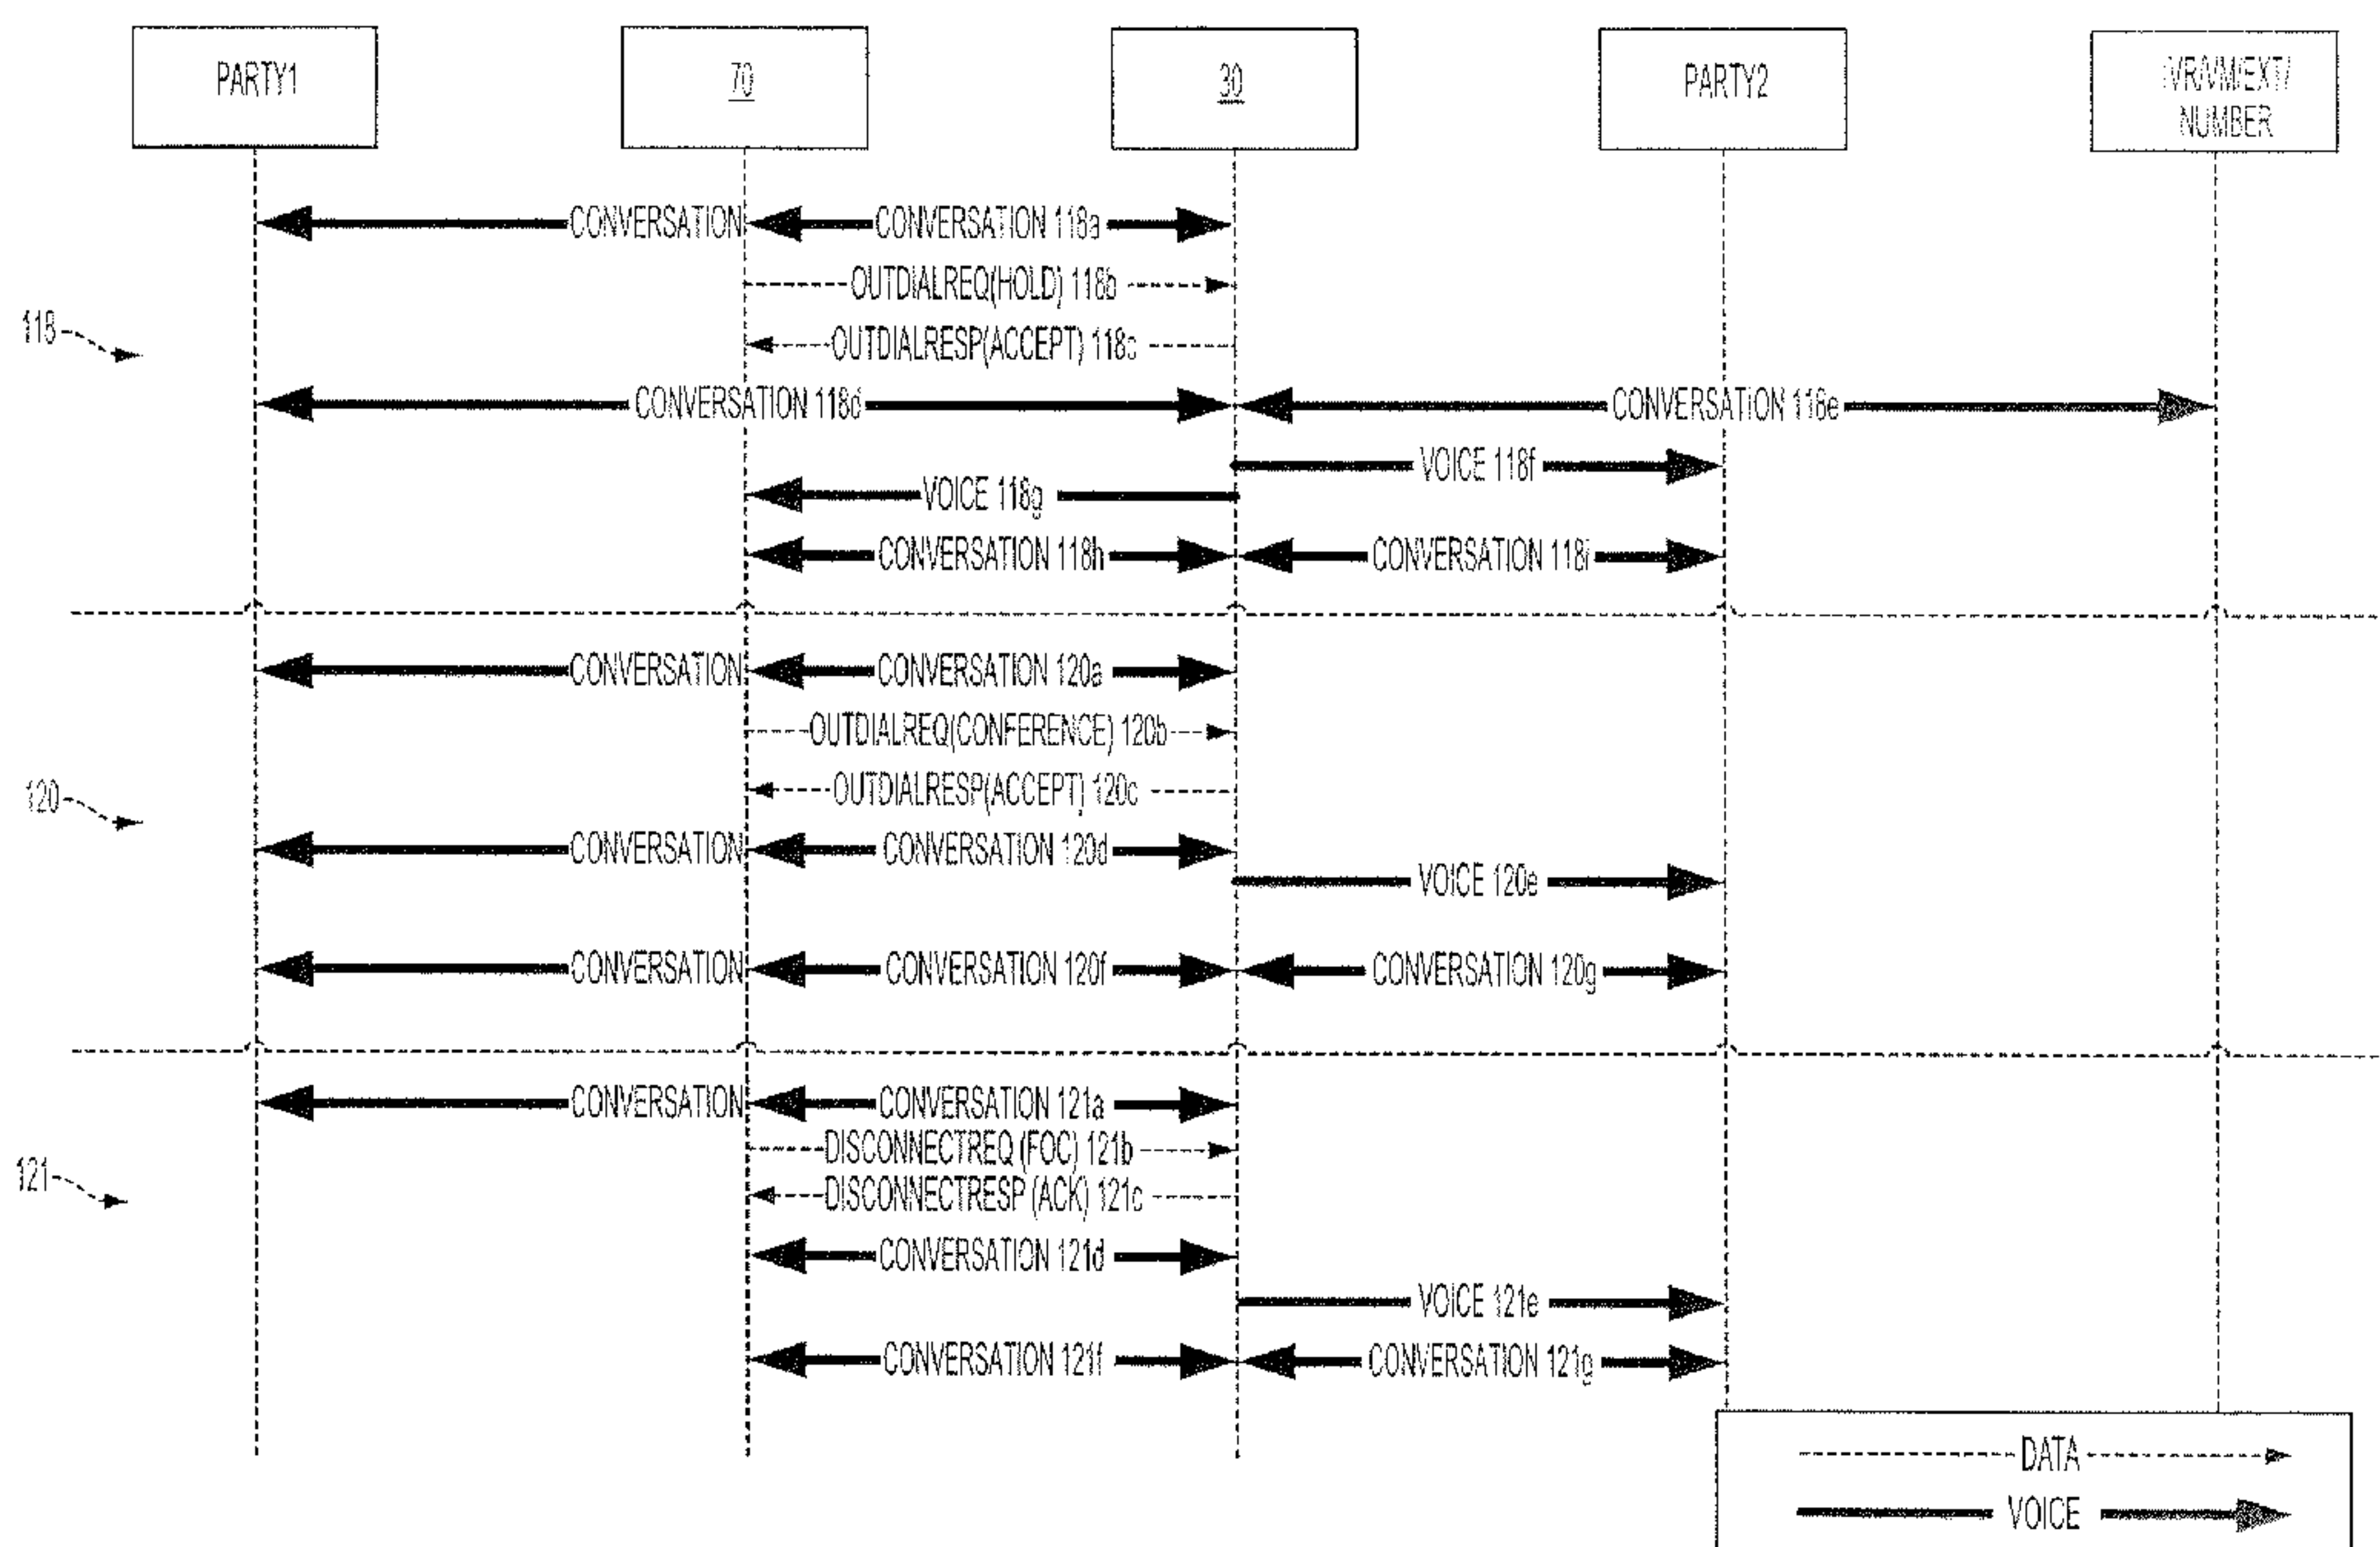 PARTY1
70
30
PARTY2
IVR/VM/EXT/
NUMBER
CONVERSATION
CONVERSATION 118a
OUTDIALREQ(HOLD) 118b
118
OUTDIALRESP(ACCEPT) 118c
CONVERSATION 118d
CONVERSATION 118e
VOICE 118f
VOICE 118g
CONVERSATION 118h
CONVERSATION 118i
CONVERSATION
CONVERSATION 120a
OUTDIALREQ(CONFERENCE) 120b
120
OUTDIALRESP(ACCEPT) 120c
CONVERSATION
CONVERSATION 120d
VOICE 120e
CONVERSATION
CONVERSATION 120f
CONVERSATION 120g
CONVERSATION
CONVERSATION 121a
DISCONNECTREQ (FOC) 121b
121
DISCONNECTRESP (ACK) 121c
CONVERSATION 121d
VOICE 121e
CONVERSATION 121f
CONVERSATION 121g
DATA
VOICE